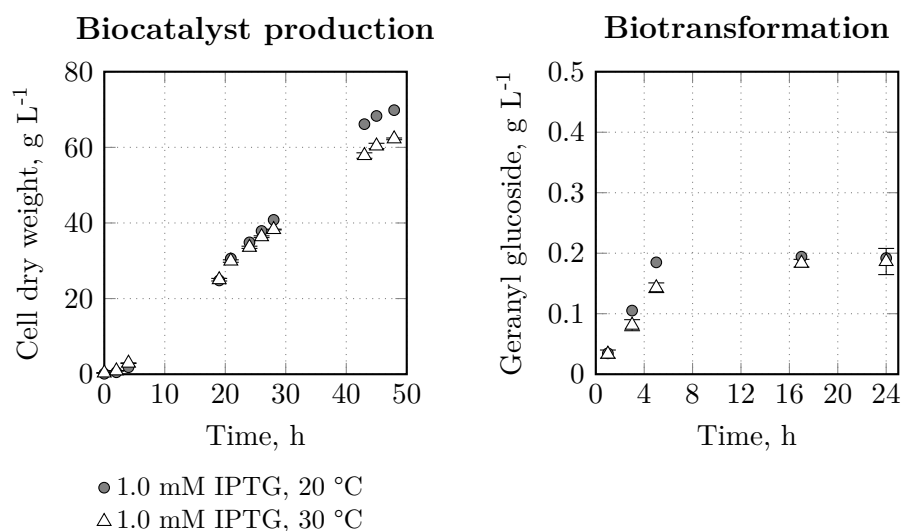 Biocatalyst production
Biotransformation
80
60
40
20
0
Cell dry weight, g L-1
0 10 20 30 40 50
Time, h
0.5
0.4
0.3
0.2
0.1
0
Geranyl glucoside, g L-1
0 4 8 12 16 20 24
Time, h
1.0 mM IPTG, 20 °C
1.0 mM IPTG, 30 °C